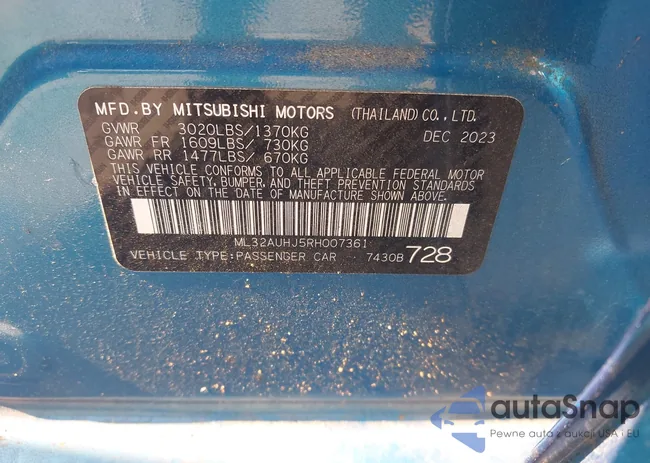 MFD. BY MITSUBISHI MOTORS (THAILAND) CO., LTD.
GVWR 3020LBS/1370KG DEC 2023
GAWR FR 1609LBS/ 730KG
GAWR RR 1477LBS/ 670KG
THIS VEHICLE CONFORMS TO ALL APPLICABLE FEDERAL MOTOR
VEHICLE SAFETY, BUMPER, AND THEFT PREVENTION STANDARDS
IN EFFECT ON THE DATE OF MANUFACTURE SHOWN ABOVE.
ML32AUHJ5RH007361
VEHICLE TYPE:PASSENGER CAR 7430B 728
autaSnap
Pewne auta z aukcji USA i EU